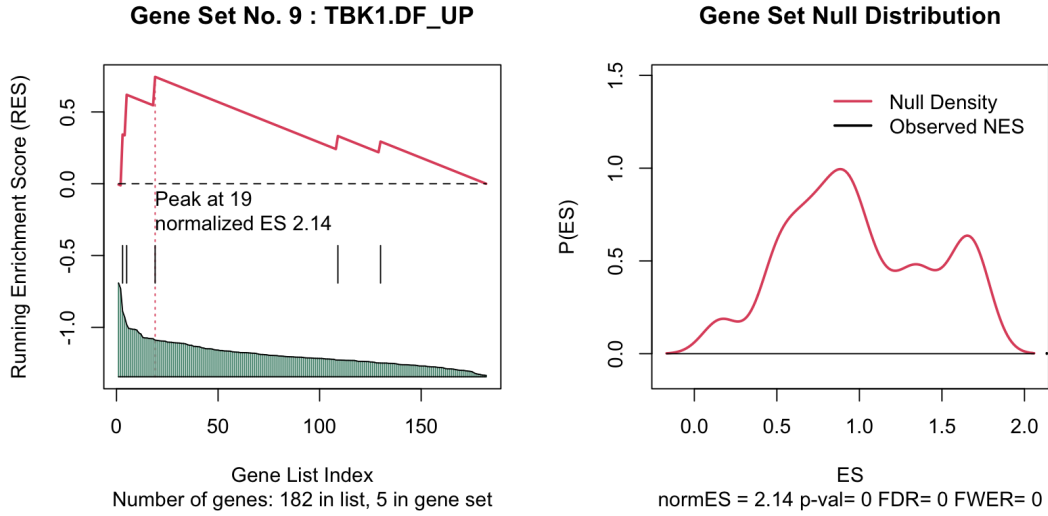 Gene Set No. 9 : TBK1.DF_UP
Running Enrichment Score (RES)
0.5
0.0
-0.5
-1.0
Peak at 19
normalized ES 2.14
0 50 100 150
Gene List Index
Number of genes: 182 in list, 5 in gene set
Gene Set Null Distribution
P(ES)
1.5
1.0
0.5
0.0
Null Density
Observed NES
0.0 0.5 1.0 1.5 2.0
ES
normES = 2.14 p-val= 0 FDR= 0 FWER= 0